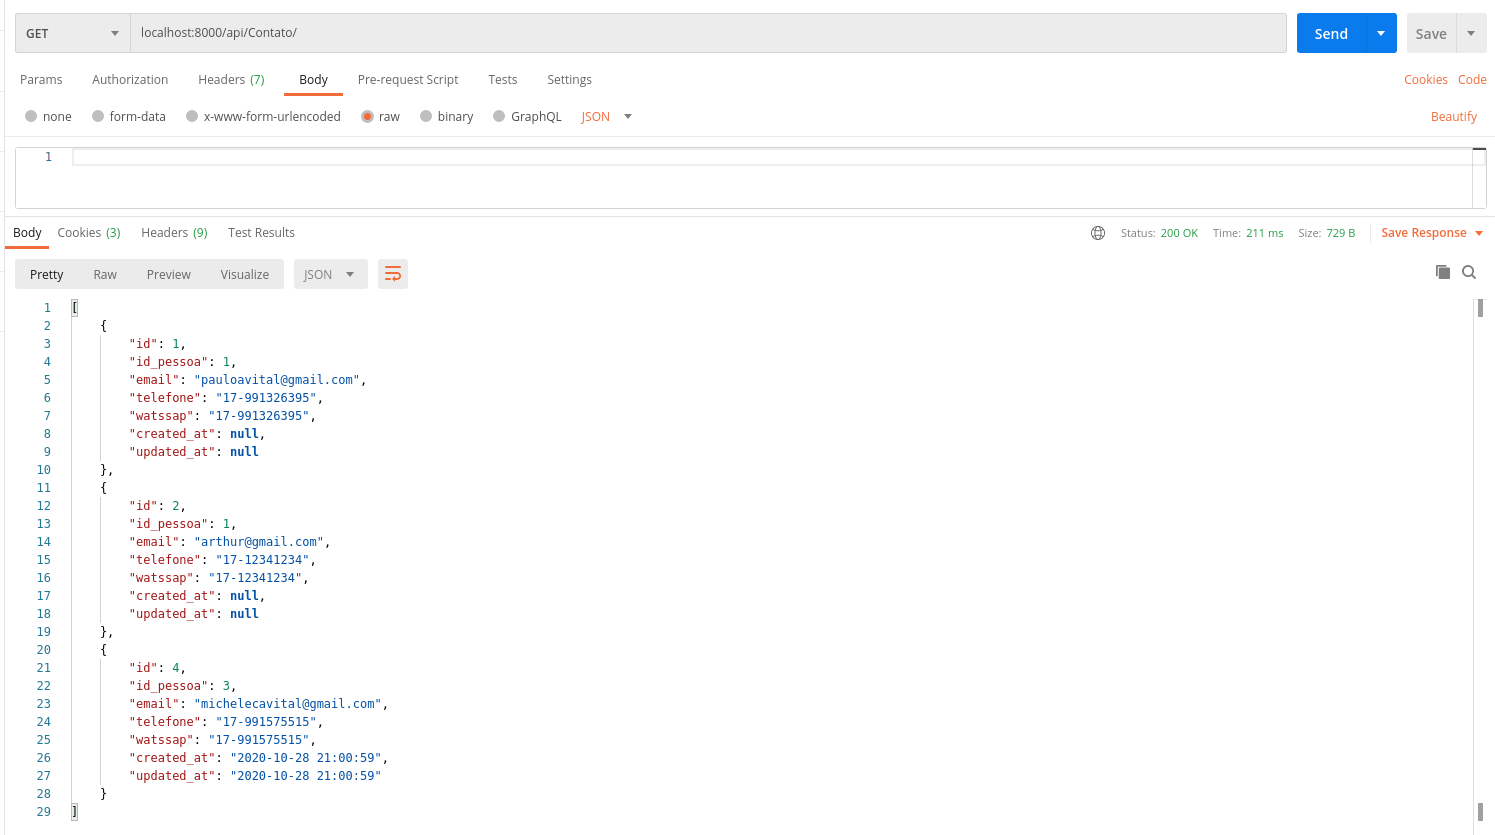 GET localhost:8000/api/Contato/ Send Save
Params Authorization Headers (7) Body Pre-request Script Tests Settings Cookies Code
none form-data x-www-form-urlencoded raw binary GraphQL JSON Beautify
1
Body Cookies (3) Headers (9) Test Results Status: 200 OK Time: 211 ms Size: 729 B Save Response
Pretty Raw Preview Visualize JSON
1 [
2 {
3 "id": 1,
4 "id_pessoa": 1,
5 "email": "pauloavital@gmail.com",
6 "telefone": "17-991326395",
7 "watssap": "17-991326395",
8 "created_at": null,
9 "updated_at": null
10 },
11 {
12 "id": 2,
13 "id_pessoa": 1,
14 "email": "arthur@gmail.com",
15 "telefone": "17-12341234",
16 "watssap": "17-12341234",
17 "created_at": null,
18 "updated_at": null
19 },
20 {
21 "id": 4,
22 "id_pessoa": 3,
23 "email": "michelecavital@gmail.com",
24 "telefone": "17-991575515",
25 "watssap": "17-991575515",
26 "created_at": "2020-10-28 21:00:59",
27 "updated_at": "2020-10-28 21:00:59"
28 }
29 ]